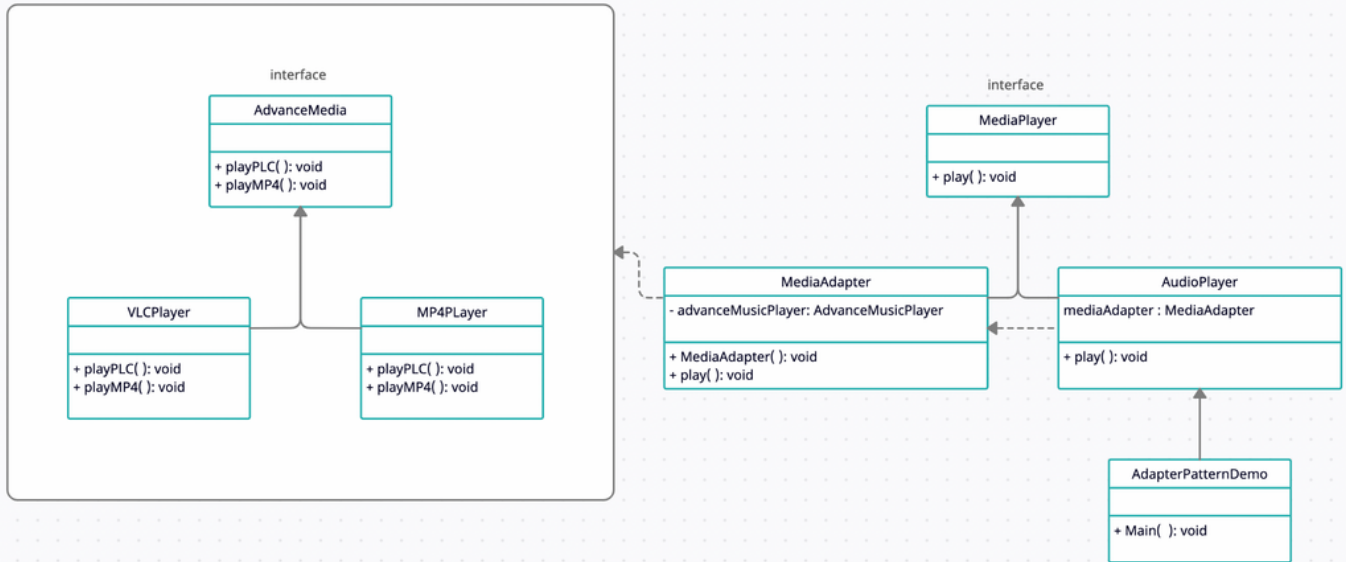 interface
AdvanceMedia
+ playPLC( ): void
+ playMP4( ): void
VLCPlayer
+ playPLC( ): void
+ playMP4( ): void
MP4PLayer
+ playPLC( ): void
+ playMP4( ): void
interface
MediaPlayer
+ play( ): void
MediaAdapter
- advanceMusicPlayer: AdvanceMusicPlayer
+ MediaAdapter( ): void
+ play( ): void
AudioPlayer
mediaAdapter : MediaAdapter
+ play( ): void
AdapterPatternDemo
+ Main(  ): void